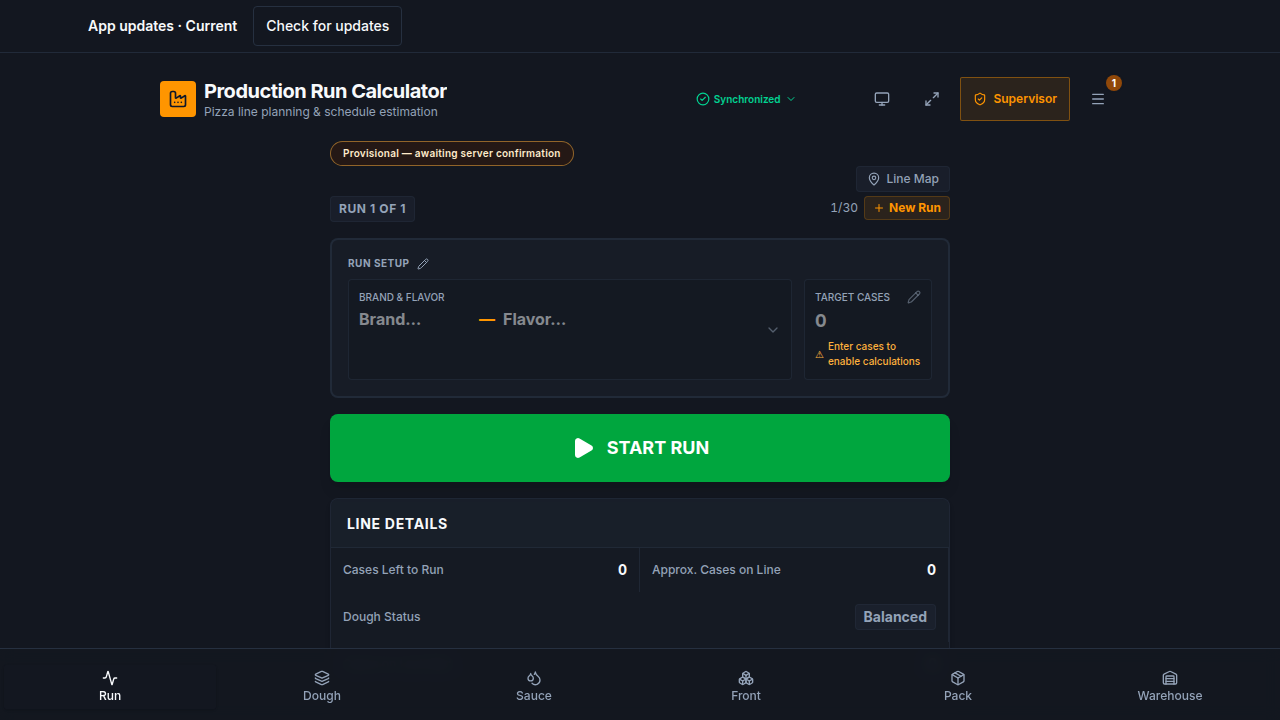 App updates · Current
Check for updates
Production Run Calculator
Pizza line planning & schedule estimation
Synchronized
Supervisor
1
Provisional — awaiting server confirmation
Line Map
RUN 1 OF 1
1/30
+ New Run
RUN SETUP
BRAND & FLAVOR
Brand... — Flavor...
TARGET CASES
0
⚠ Enter cases to
enable calculations
START RUN
LINE DETAILS
Cases Left to Run 0
Approx. Cases on Line 0
Dough Status Balanced
Run
Dough
Sauce
Front
Pack
Warehouse